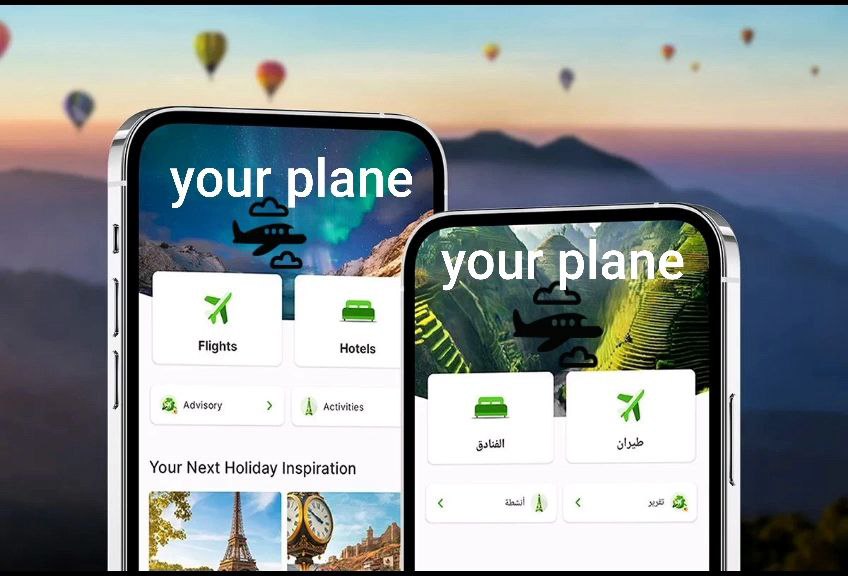 your plane
Flights
Hotels
Advisory
Activities
Your Next Holiday Inspiration
your plane
الفنادق
طيران
أنشطة
تقرير